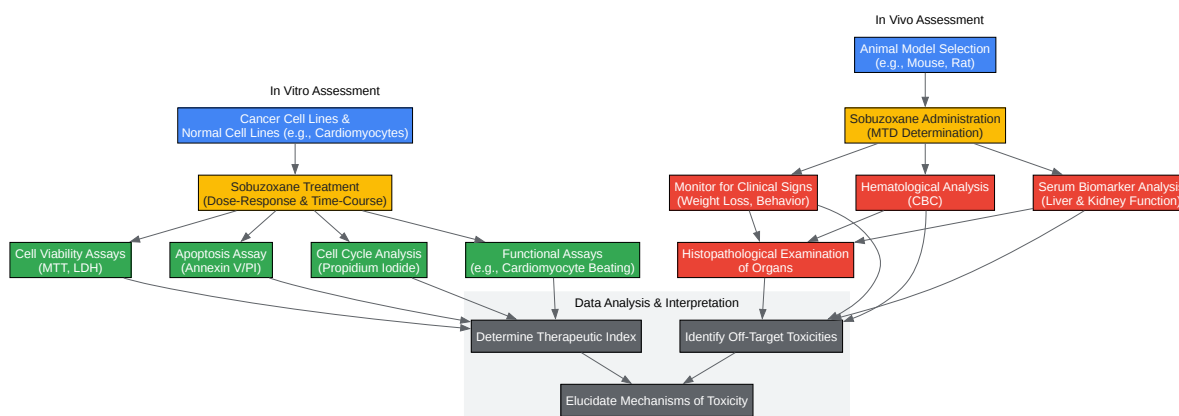 In Vivo Assessment
Animal Model Selection
(e.g., Mouse, Rat)
In Vitro Assessment
Cancer Cell Lines &
Normal Cell Lines (e.g., Cardiomyocytes)
Sobuzoxane Administration
(MTD Determination)
Sobuzoxane Treatment
(Dose-Response & Time-Course)
Monitor for Clinical Signs
(Weight Loss, Behavior)
Hematological Analysis
(CBC)
Serum Biomarker Analysis
(Liver & Kidney Function)
Cell Viability Assays
(MTT, LDH)
Apoptosis Assay
(Annexin V/PI)
Cell Cycle Analysis
(Propidium Iodide)
Functional Assays
(e.g., Cardiomyocyte Beating)
Histopathological Examination
of Organs
Data Analysis & Interpretation
Determine Therapeutic Index
Identify Off-Target Toxicities
Elucidate Mechanisms of Toxicity